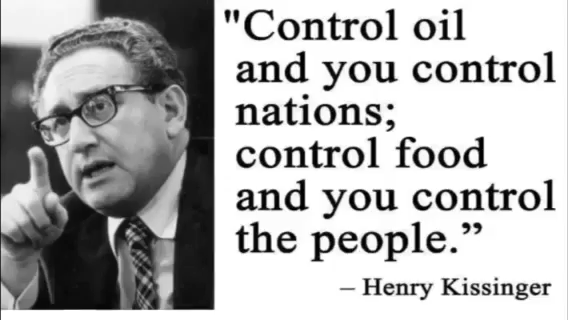 "Control oil
and you control
nations;
control food
and you control
the people.”
– Henry Kissinger